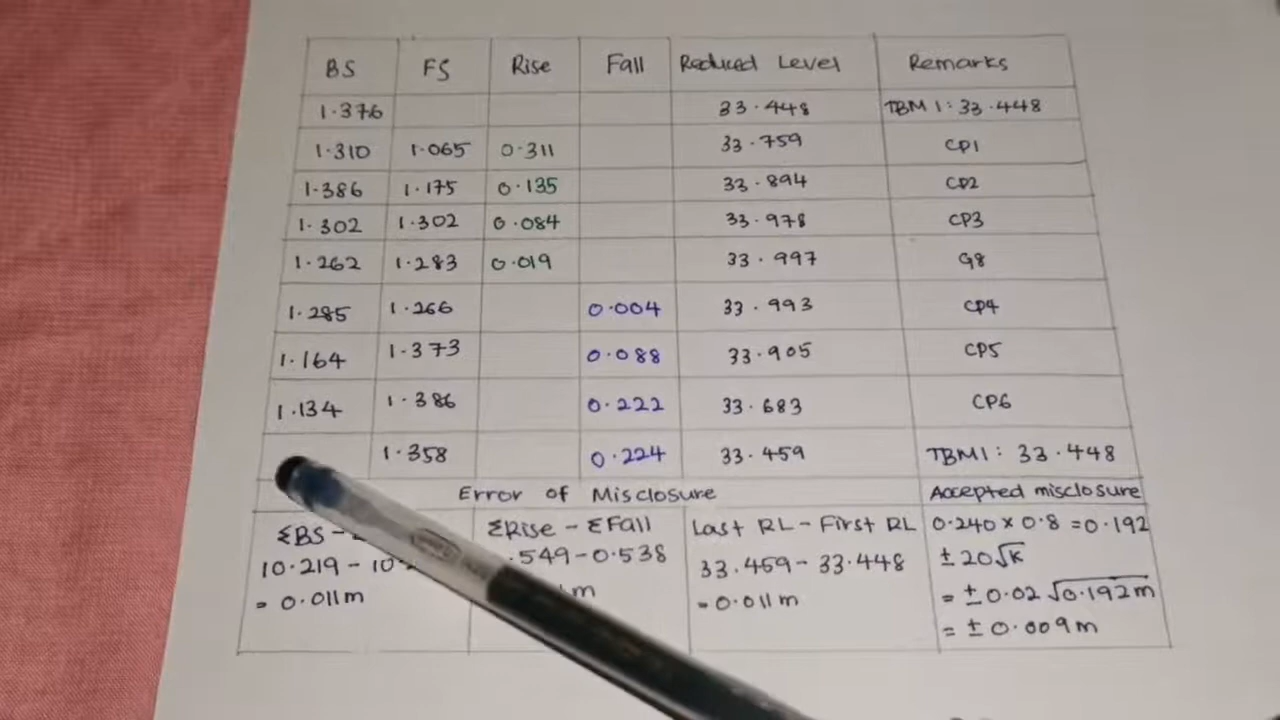 BS FS Rise Fall Reduced Level Remarks
1.376 33.448 TBM 1: 33.448
1.310 1.065 0.311 33.759 CP1
1.386 1.175 0.135 33.894 CP2
1.302 1.302 0.084 33.978 CP3
1.262 1.283 0.019 33.997 G8
1.285 1.266 0.004 33.993 CP4
1.164 1.373 0.088 33.905 CP5
1.134 1.386 0.222 33.683 CP6
1.358 0.224 33.459 TBM1: 33.448
Error of Misclosure Accepted misclosure
ΣBS - ΣRise - ΣFall Last RL - First RL 0.240 x 0.8 = 0.192
10.219 - .549 - 0.538 33.459 - 33.448 ± 20√K
= 0.011m m = 0.011m = ± 0.02 √0.192m
= ± 0.009m